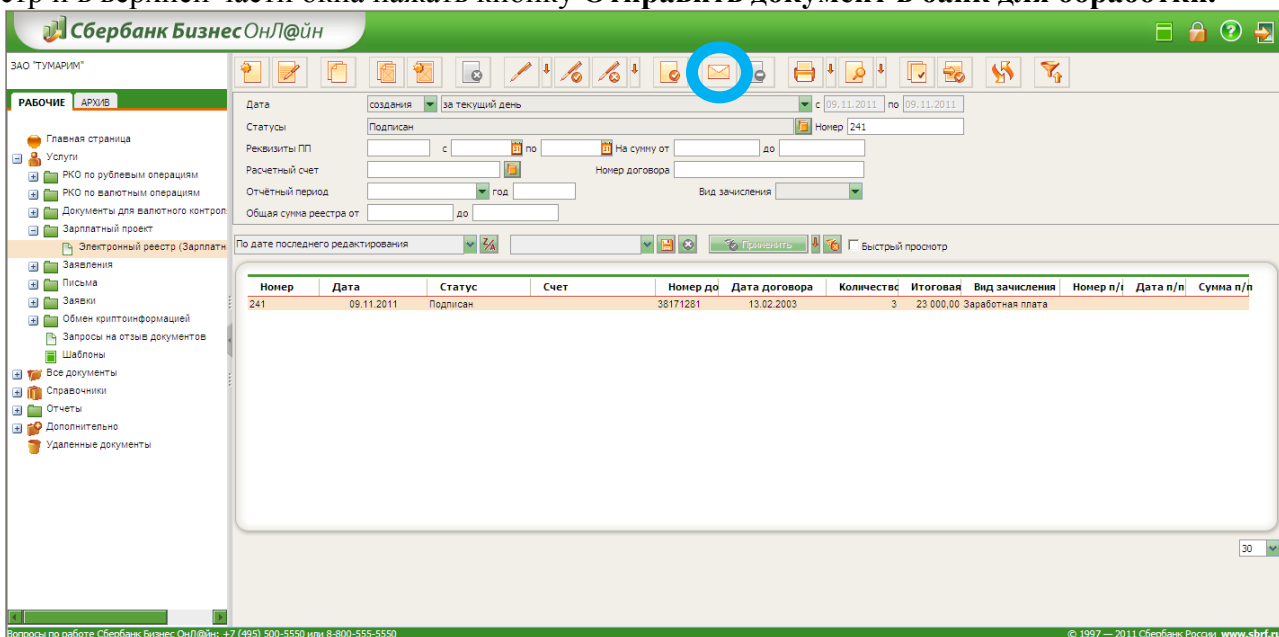 стр и в верхней части окна нажать кнопку Отправить документ в банк для обработки.
Сбербанк Бизнес ОнЛ@йн
ЗАО "ТУМАРИМ"
РАБОЧИЕ АРХИВ
Главная страница
Услуги
РКО по рублевым операциям
РКО по валютным операциям
Документы для валютного контрол
Зарплатный проект
Электронный реестр (Зарплатн
Заявления
Письма
Заявки
Обмен криптоинформацией
Запросы на отзыв документов
Шаблоны
Все документы
Справочники
Отчеты
Дополнительно
Удаленные документы
Дата создания за текущий день с 09.11.2011 по 09.11.2011
Статусы Подписан Номер 241
Реквизиты ПП с по На сумму от до
Расчетный счет Номер договора
Отчётный период год Вид зачисления
Общая сумма реестра от до
По дате последнего редактирования Применить Быстрый просмотр
Номер Дата Статус Счет Номер до Дата договора Количество Итоговая Вид зачисления Номер п/ Дата п/п Сумма п/п
241 09.11.2011 Подписан 38171281 13.02.2003 3 23 000,00 Заработная плата
30
Вопросы по работе Сбербанк Бизнес ОнЛ@йн: +7 (495) 500-5550 или 8-800-555-5550 © 1997 — 2011 Сбербанк России www.sbrf.ru